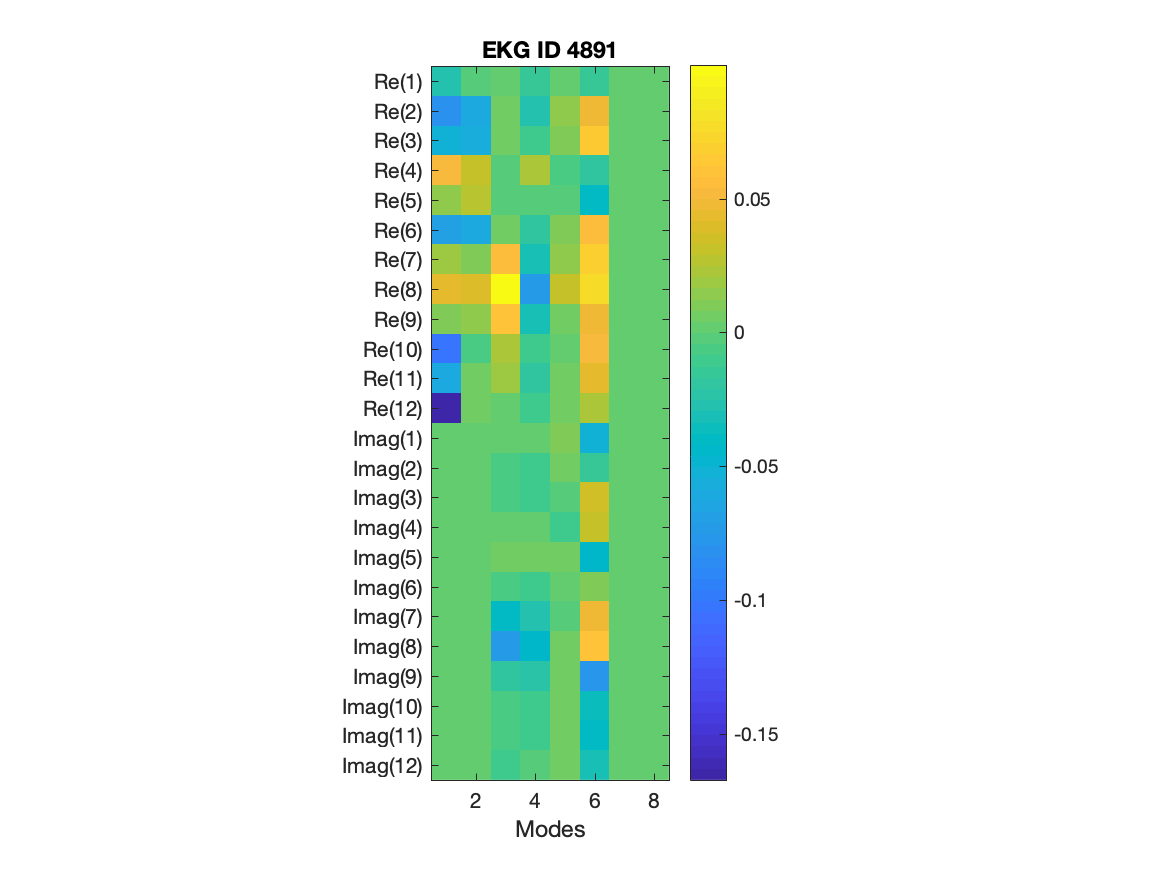 EKG ID 4891
Re(1)
Re(2)
Re(3)
Re(4)
Re(5)
Re(6)
Re(7)
Re(8)
Re(9)
Re(10)
Re(11)
Re(12)
Imag(1)
Imag(2)
Imag(3)
Imag(4)
Imag(5)
Imag(6)
Imag(7)
Imag(8)
Imag(9)
Imag(10)
Imag(11)
Imag(12)
2 4 6 8
Modes
0.05
0
-0.05
-0.1
-0.15